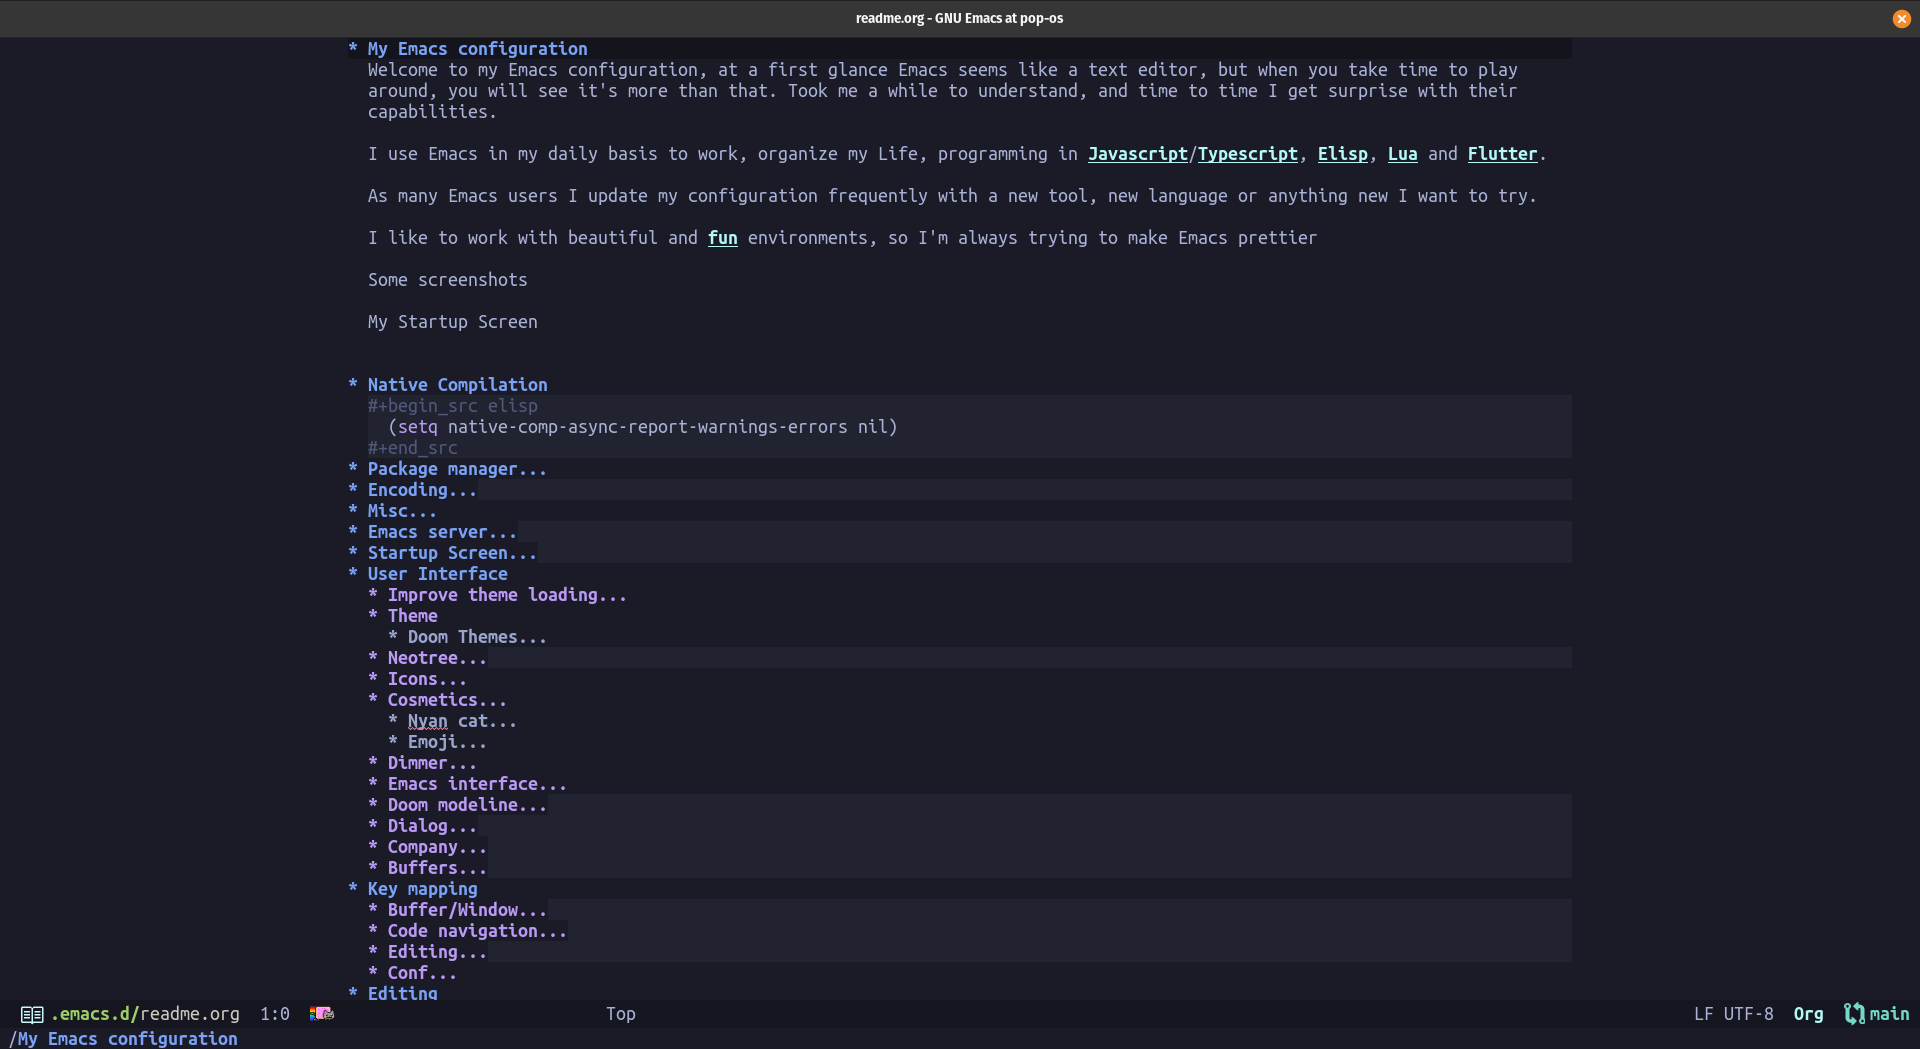 readme.org - GNU Emacs at pop-os
* My Emacs configuration
Welcome to my Emacs configuration, at a first glance Emacs seems like a text editor, but when you take time to play
around, you will see it's more than that. Took me a while to understand, and time to time I get surprise with their
capabilities.
I use Emacs in my daily basis to work, organize my Life, programming in Javascript/Typescript, Elisp, Lua and Flutter.
As many Emacs users I update my configuration frequently with a new tool, new language or anything new I want to try.
I like to work with beautiful and fun environments, so I'm always trying to make Emacs prettier
Some screenshots
My Startup Screen
* Native Compilation
#+begin_src elisp
(setq native-comp-async-report-warnings-errors nil)
#+end_src
* Package manager...
* Encoding...
* Misc...
* Emacs server...
* Startup Screen...
* User Interface
* Improve theme loading...
* Theme
* Doom Themes...
* Neotree...
* Icons...
* Cosmetics...
* Nyan cat...
* Emoji...
* Dimmer...
* Emacs interface...
* Doom modeline...
* Dialog...
* Company...
* Buffers...
* Key mapping
* Buffer/Window...
* Code navigation...
* Editing...
* Conf...
* Editing
.emacs.d/readme.org 1:0 Top LF UTF-8 Org main
/My Emacs configuration